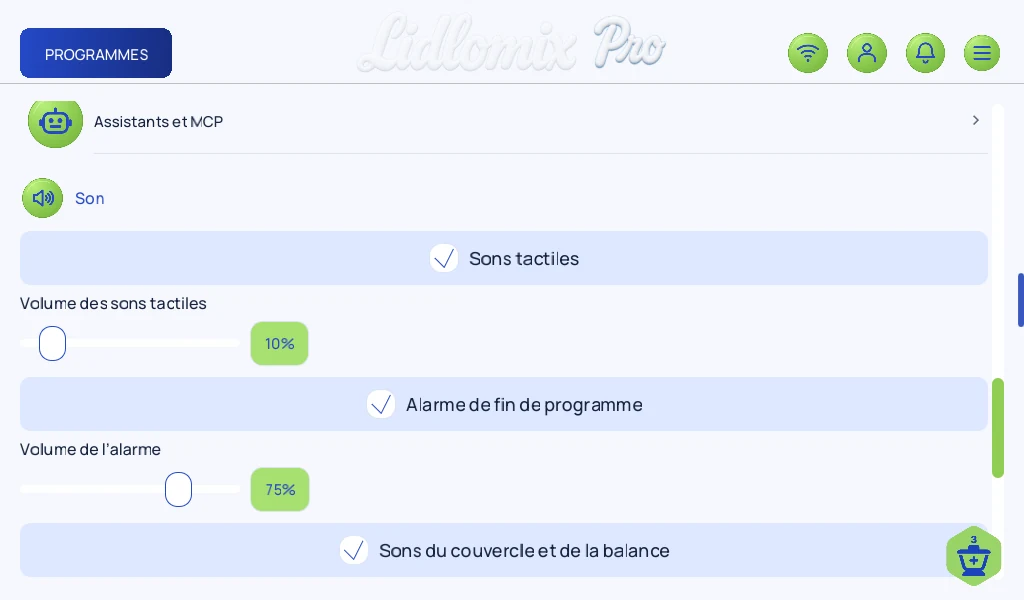 PROGRAMMES
Lidlomix Pro
Assistants et MCP
Son
Sons tactiles
Volume des sons tactiles
10%
Alarme de fin de programme
Volume de l'alarme
75%
Sons du couvercle et de la balance
3